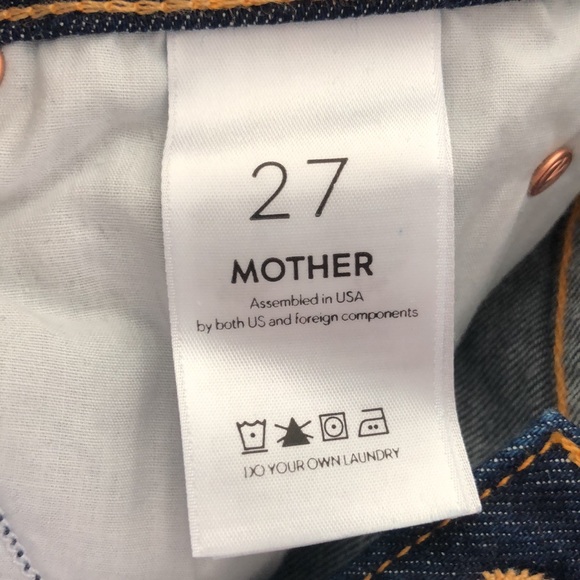 27
MOTHER
Assembled in USA
by both US and foreign components
DO YOUR OWN LAUNDRY